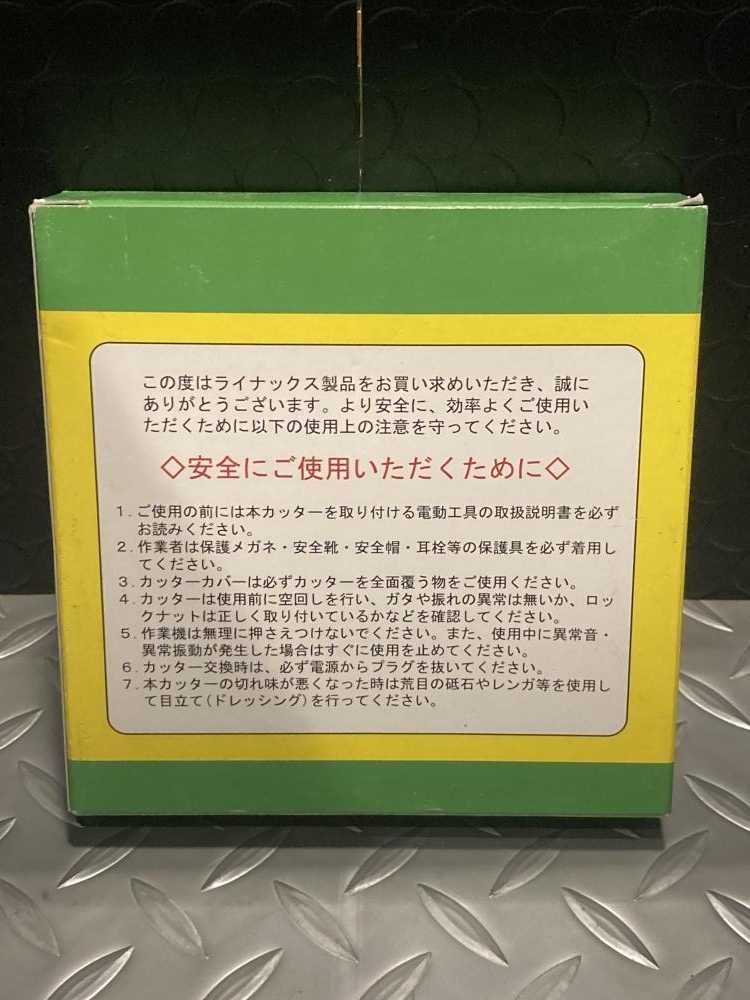 この度はライナックス製品をお買い求めいただき、誠に
ありがとうございます。より安全に、効率よくご使用い
ただくために以下の使用上の注意を守ってください。
◇安全にご使用いただくために◇
1. ご使用の前には本カッターを取り付ける電動工具の取扱説明書を必ず
お読みください。
2. 作業者は保護メガネ・安全靴・安全帽・耳栓等の保護具を必ず着用し
てください。
3. カッターカバーは必ずカッターを全面覆う物をご使用ください。
4. カッターは使用前に空回しを行い、ガタや振れの異常は無いか、ロッ
クナットは正しく取り付いているかなどを確認してください。
5. 作業機は無理に押さえつけないでください。また、使用中に異常音・
異常振動が発生した場合はすぐに使用を止めてください。
6. カッター交換時は、必ず電源からプラグを抜いてください。
7. 本カッターの切れ味が悪くなった時は荒目の砥石やレンガ等を使用し
て目立て(ドレッシング)を行ってください。